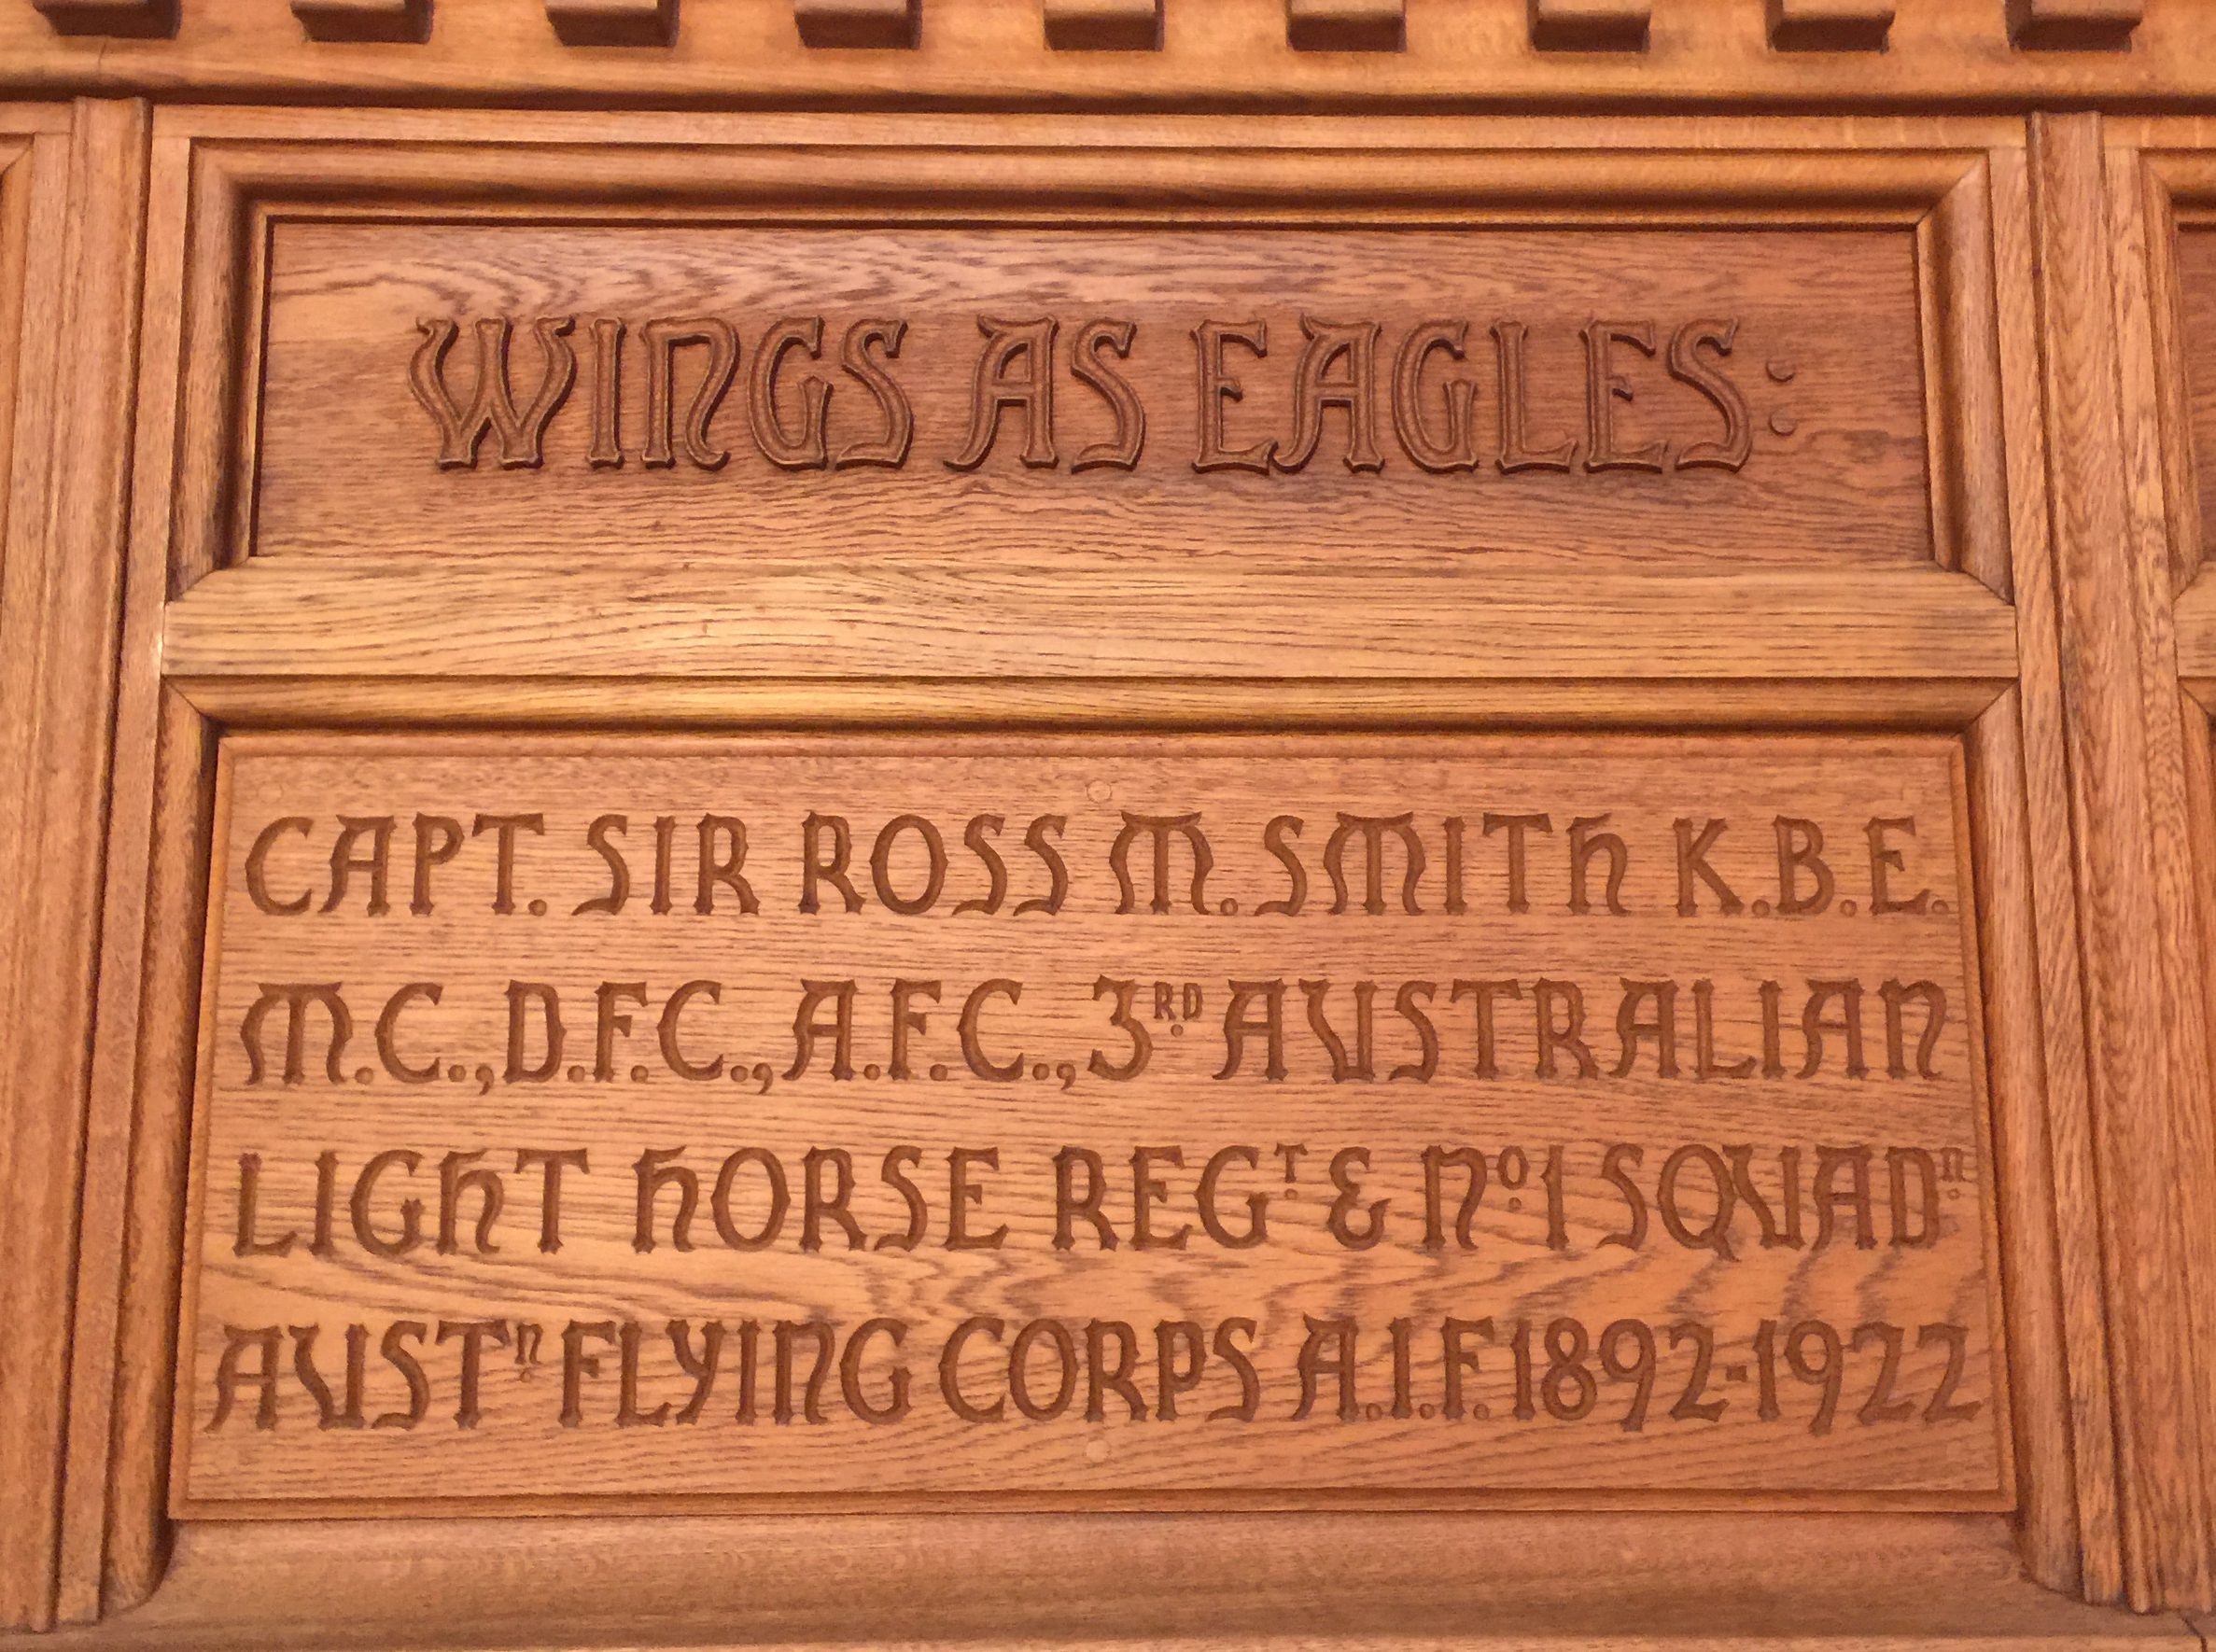 WINGS AS EAGLES:
CAPT. SIR ROSS M. SMITH K.B.E.
M.C., D.F.C., A.F.C., 3RD AUSTRALIAN
LIGHT HORSE REGT & NO 1 SQUADN
AUSTN FLYING CORPS A.I.F. 1892-1922